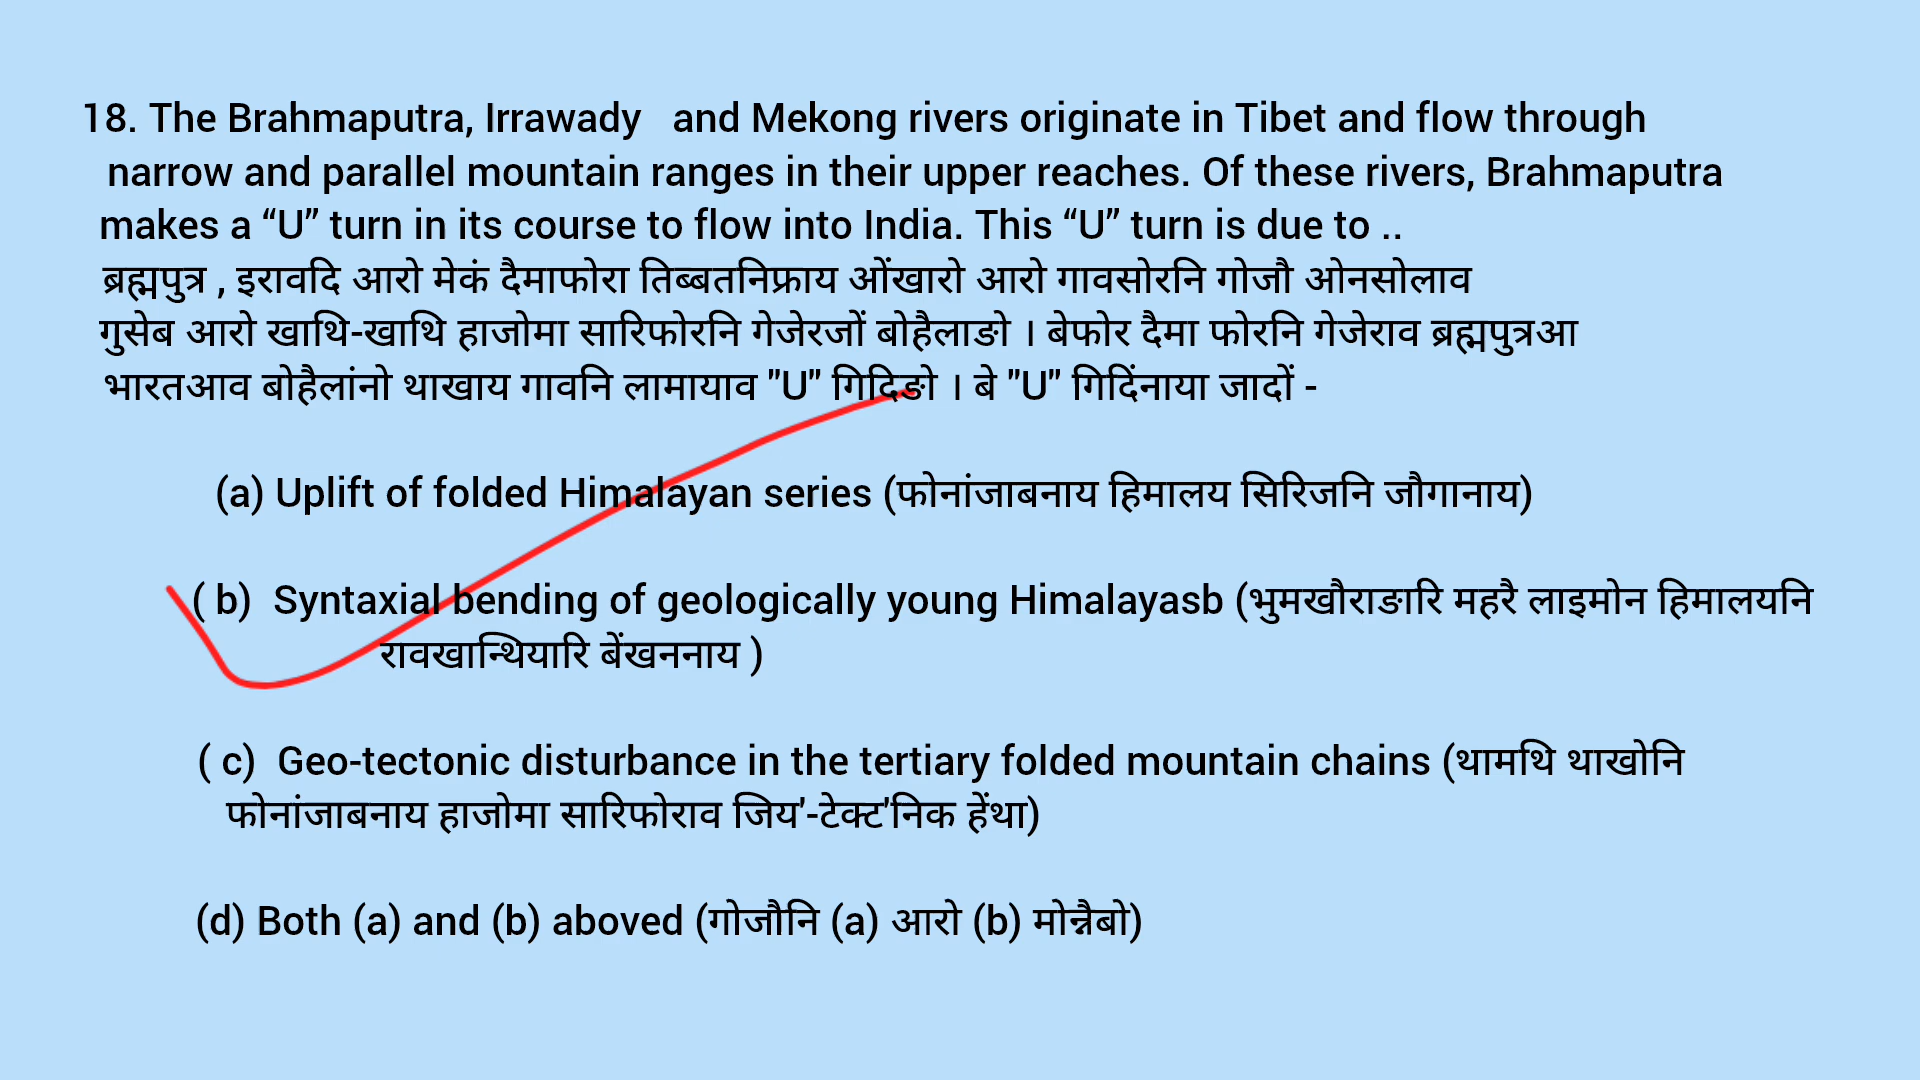 18. The Brahmaputra, Irrawady and Mekong rivers originate in Tibet and flow through
narrow and parallel mountain ranges in their upper reaches. Of these rivers, Brahmaputra
makes a “U” turn in its course to flow into India. This “U” turn is due to ..
ब्रह्मपुत्र , इरावदि आरो मेकं दैमाफोरा तिब्बतनिफ्राय ओंखारो आरो गावसोरनि गोजौ ओनसोलाव
गुसेब आरो खाथि-खाथि हाजोमा सारिफोरनि गेजेरजों बोहैलाङो । बेफोर दैमा फोरनि गेजेराव ब्रह्मपुत्रआ
भारतआव बोहैलांनो थाखाय गावनि लामायाव "U" गिदिङो । बे "U" गिदिंनाया जादों -
(a) Uplift of folded Himalayan series (फोनांजाबनाय हिमालय सिरिजनि जौगानाय)
( b) Syntaxial bending of geologically young Himalayasb (भुमखौराङारि महरै लाइमोन हिमालयनि
रावखान्थियारि बेंखननाय )
( c) Geo-tectonic disturbance in the tertiary folded mountain chains (थामथि थाखोनि
फोनांजाबनाय हाजोमा सारिफोराव जिय'-टेक्ट'निक हेंथा)
(d) Both (a) and (b) aboved (गोजौनि (a) आरो (b) मोन्नैबो)